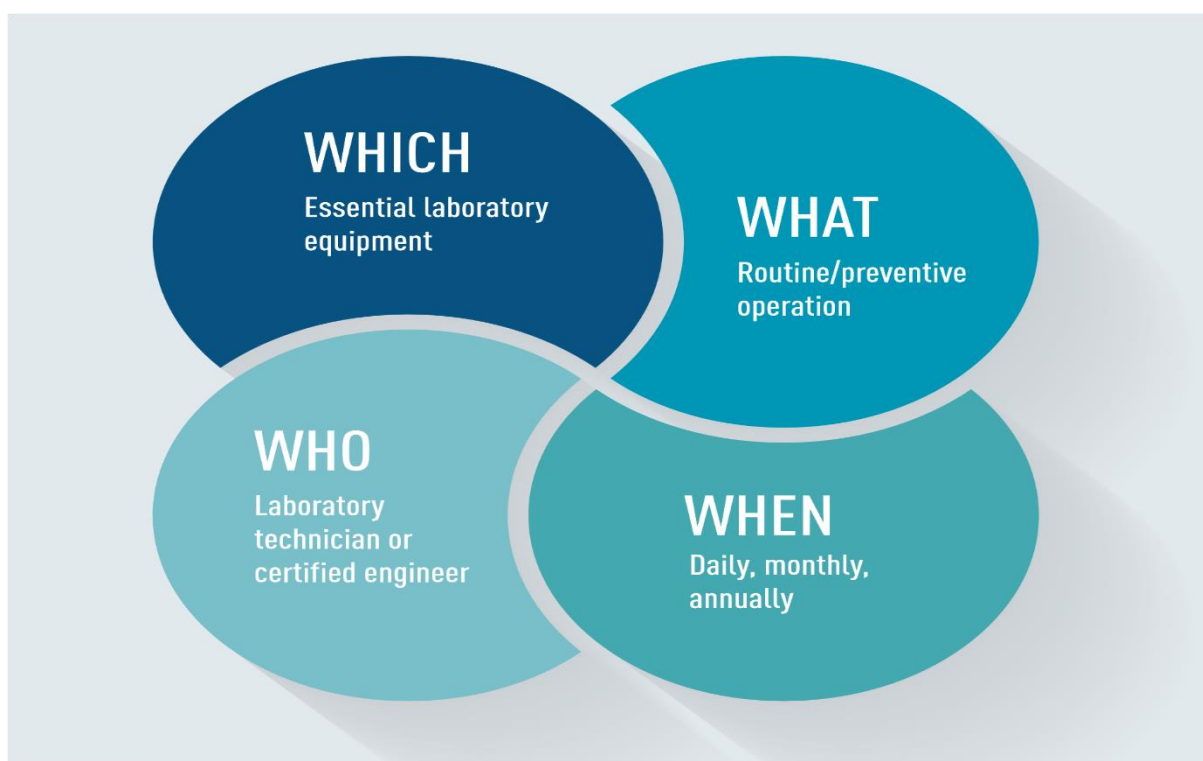 WHICH
Essential laboratory
equipment
WHAT
Routine/preventive
operation
WHO
Laboratory
technician or
certified engineer
WHEN
Daily, monthly,
annually